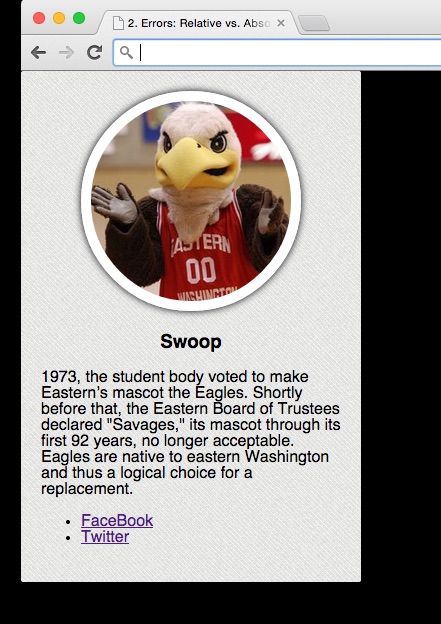 2. Errors: Relative vs. Abso
EASTERN
00
WASHINGTON
Swoop
1973, the student body voted to make
Eastern's mascot the Eagles. Shortly
before that, the Eastern Board of Trustees
declared "Savages," its mascot through its
first 92 years, no longer acceptable.
Eagles are native to eastern Washington
and thus a logical choice for a
replacement.
• FaceBook
• Twitter